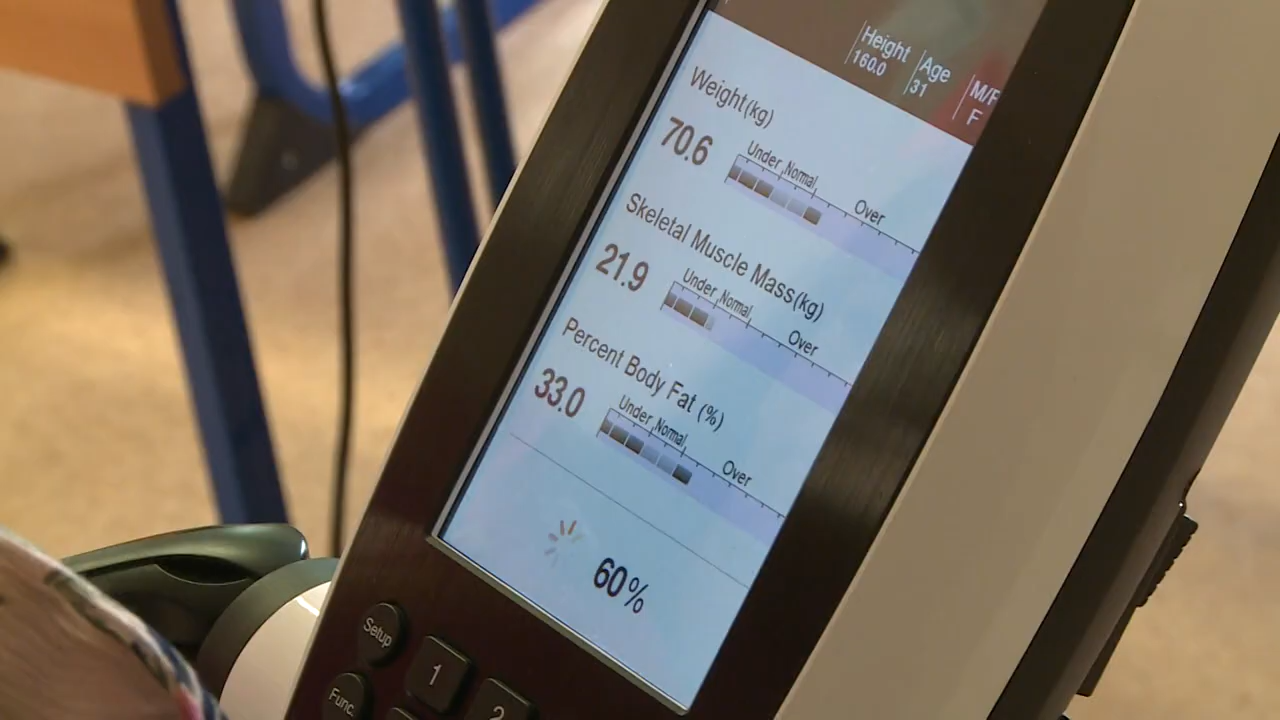 Height Age M/F
160.0 31 F
Weight(kg)
70.6 Under Normal Over
Skeletal Muscle Mass(kg)
21.9 Under Normal Over
Percent Body Fat (%)
33.0 Under Normal Over
60%
Setup 1
Func. 2